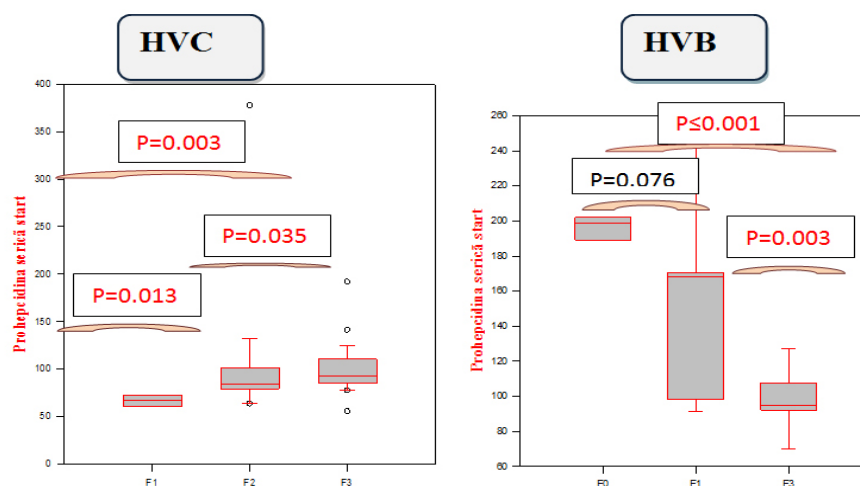 HVC
Prohepcidina serică start
400
350
300
250
200
150
100
50
0
P=0.003
P=0.035
P=0.013
F1
F2
F3
HVB
Prohepcidina serică start
260
240
220
200
180
160
140
120
100
80
60
P≤0.001
P=0.076
P=0.003
F0
F1
F3